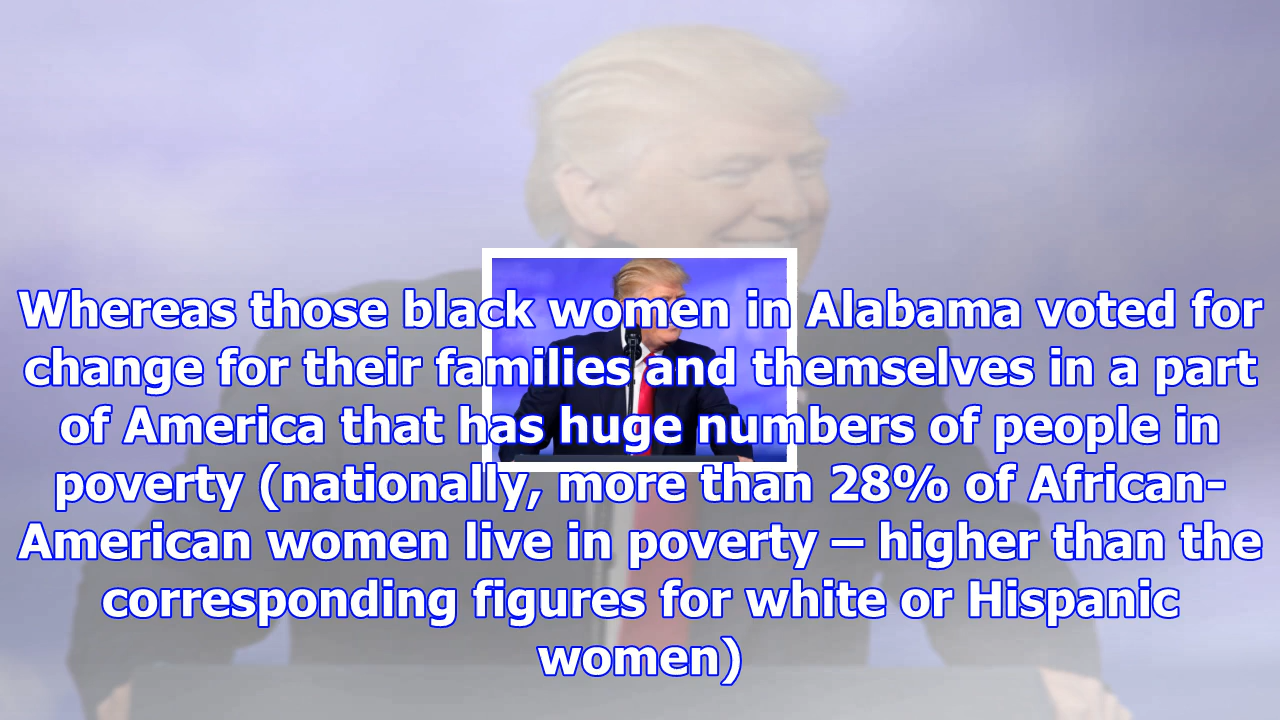 Whereas those black women in Alabama voted for
change for their families and themselves in a part
of America that has huge numbers of people in
poverty (nationally, more than 28% of African-
American women live in poverty – higher than the
corresponding figures for white or Hispanic
women)